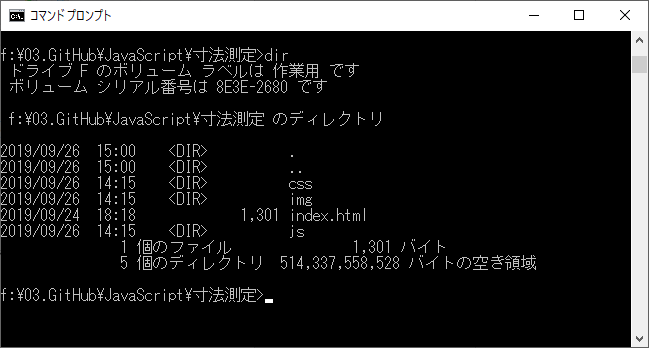 コマンドプロンプト
f:¥03.GitHub¥JavaScript¥寸法測定>dir
ドライブ F のボリューム ラベルは 作業用 です
ボリューム シリアル番号は 8E3E-2680 です
f:¥03.GitHub¥JavaScript¥寸法測定 のディレクトリ
2019/09/26  15:00    <DIR>          .
2019/09/26  15:00    <DIR>          ..
2019/09/26  14:15    <DIR>          css
2019/09/26  14:15    <DIR>          img
2019/09/24  18:18             1,301 index.html
2019/09/26  14:15    <DIR>          js
1 個のファイル               1,301 バイト
5 個のディレクトリ  514,337,558,528 バイトの空き領域
f:¥03.GitHub¥JavaScript¥寸法測定>